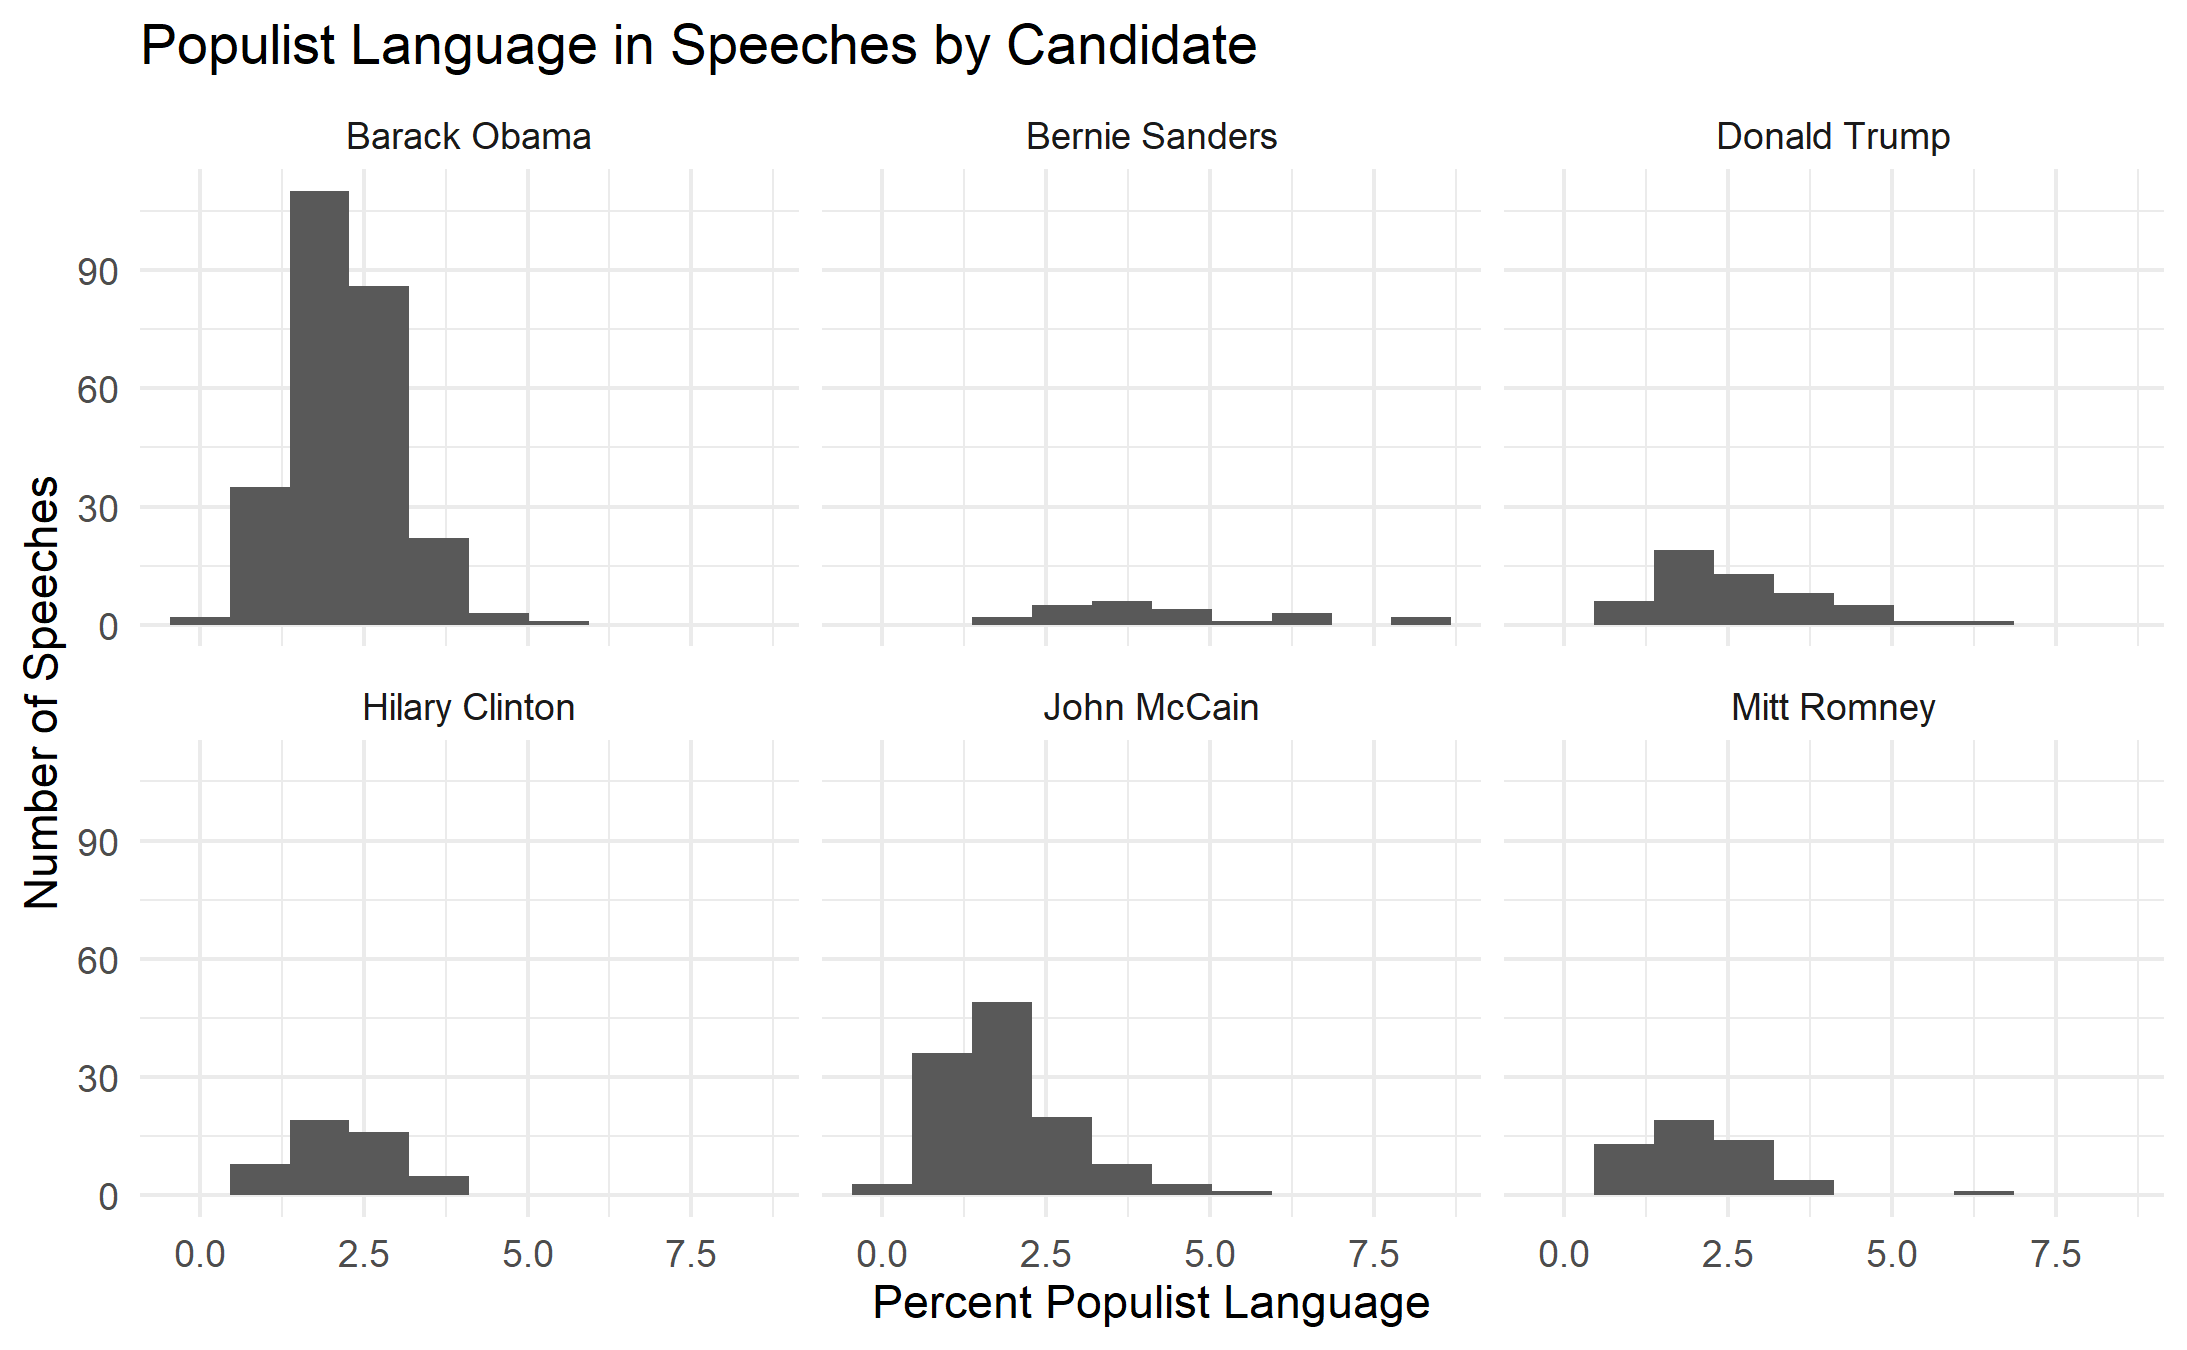 Populist Language in Speeches by Candidate
Barack Obama
Bernie Sanders
Donald Trump
90
60
30
0
Hilary Clinton
John McCain
Mitt Romney
90
60
30
0
0.0 2.5 5.0 7.5
0.0 2.5 5.0 7.5
0.0 2.5 5.0 7.5
Percent Populist Language
Number of Speeches